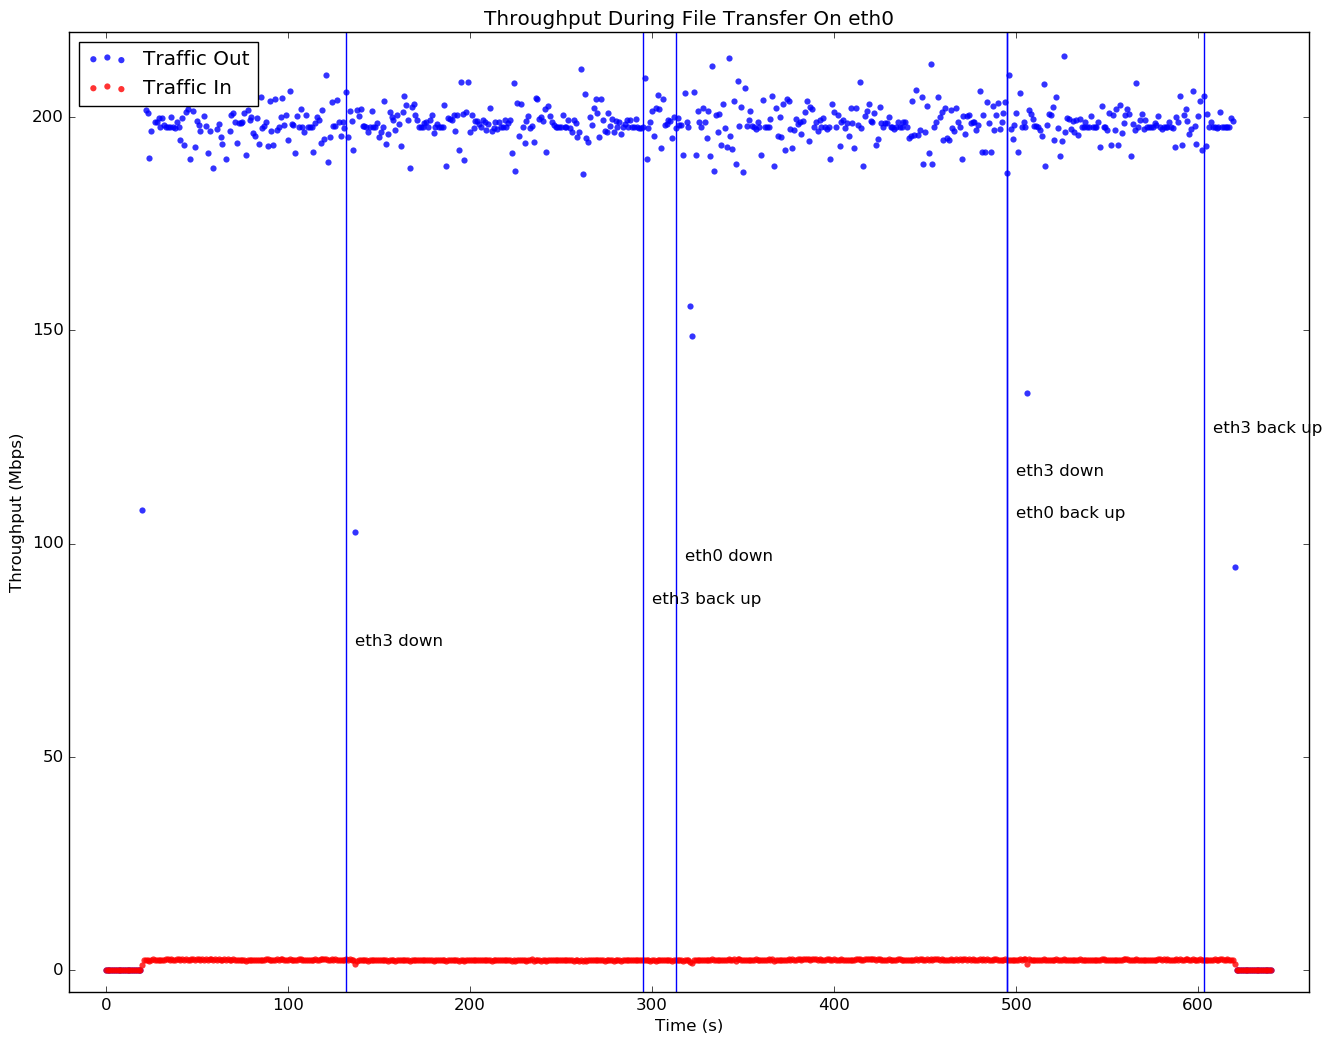 Throughput During File Transfer On eth0
Traffic Out
Traffic In
200
150
100
50
0
Throughput (Mbps)
eth3 back up
eth3 down
eth0 back up
eth0 down
eth3 back up
eth3 down
0
100
200
300
400
500
600
Time (s)